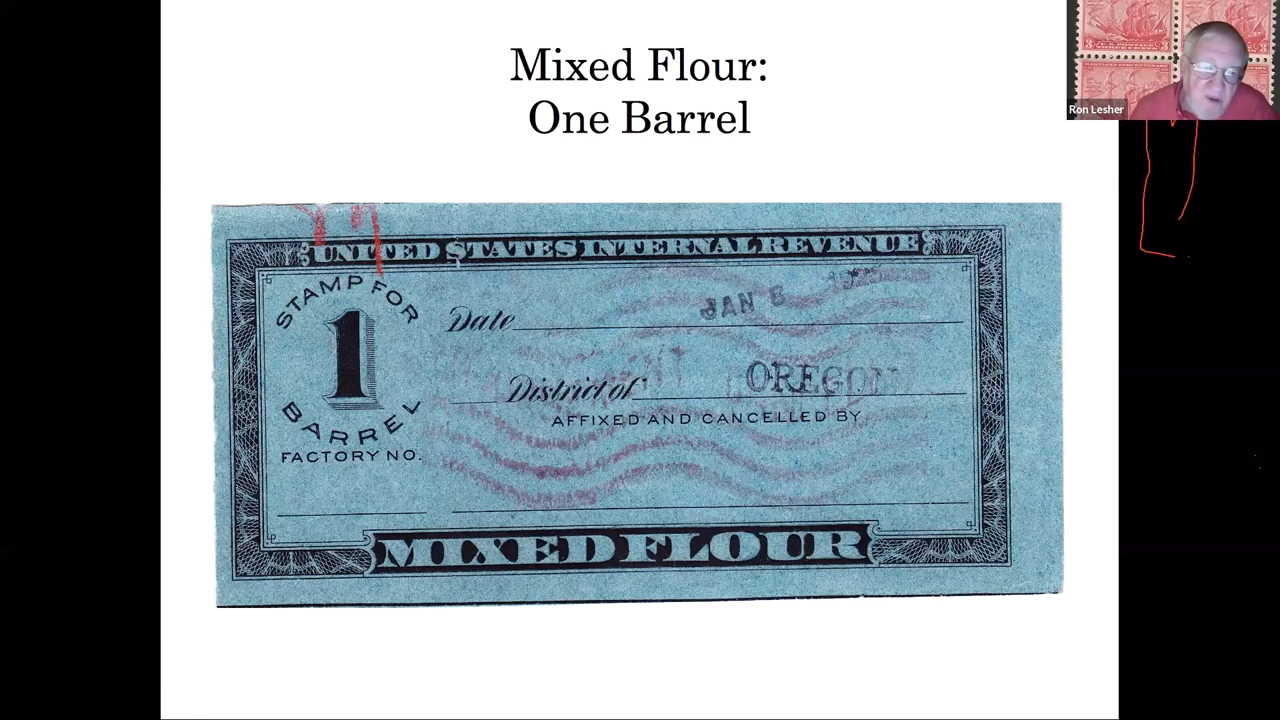 Mixed Flour:
One Barrel
Ron Lesher
UNITED STATES INTERNAL REVENUE
STAMP FOR
1
BARREL
FACTORY NO.
Date
JAN 8
District of
OREGON
AFFIXED AND CANCELLED BY
MIXED FLOUR